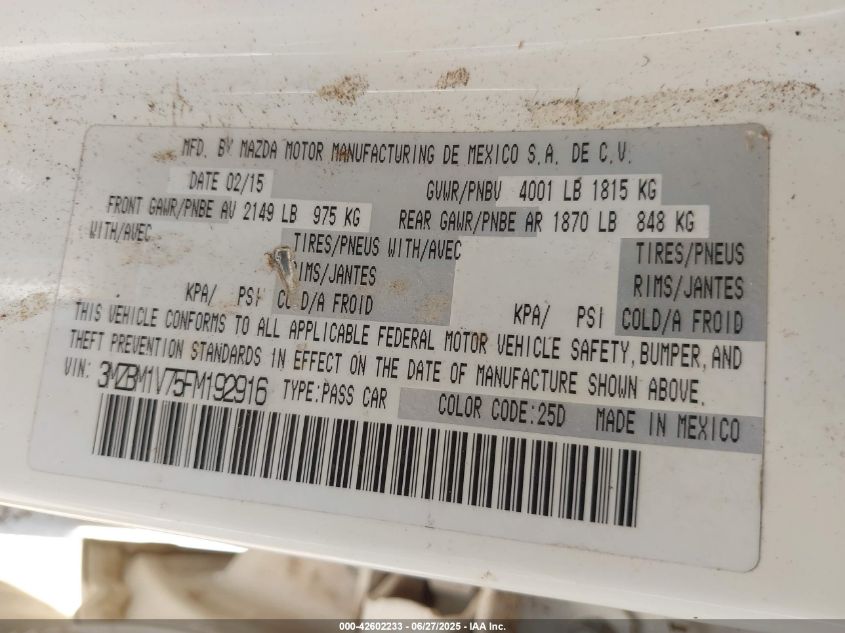 MFD. BY MAZDA MOTOR MANUFACTURING DE MEXICO S.A. DE C.V.
DATE 02/15 GVWR/PNBV 4001 LB 1815 KG
FRONT GAWR/PNBE AV 2149 LB 975 KG REAR GAWR/PNBE AR 1870 LB 848 KG
WITH/AVEC TIRES/PNEUS WITH/AVEC TIRES/PNEUS
RIMS/JANTES RIMS/JANTES
KPA/ PSI COLD/A FROID KPA/ PSI COLD/A FROID
THIS VEHICLE CONFORMS TO ALL APPLICABLE FEDERAL MOTOR VEHICLE SAFETY, BUMPER, AND
THEFT PREVENTION STANDARDS IN EFFECT ON THE DATE OF MANUFACTURE SHOWN ABOVE.
VIN: 3MZBM1V75FM192916 TYPE: PASS CAR COLOR CODE: 25D MADE IN MEXICO
000-42602233 - 06/27/2025 - IAA Inc.